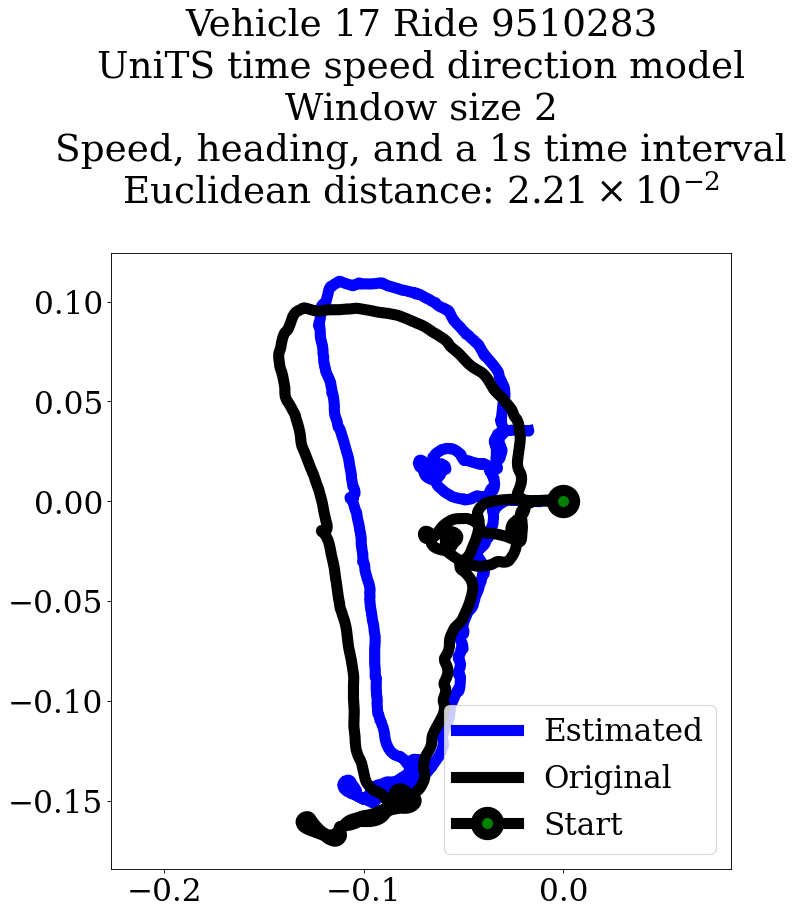 Vehicle 17 Ride 9510283
UniTS time speed direction model
Window size 2
Speed, heading, and a 1s time interval
Euclidean distance: 2.21 × 10⁻²
0.10
0.05
0.00
−0.05
−0.10
−0.15
Estimated
Original
Start
−0.2
−0.1
0.0